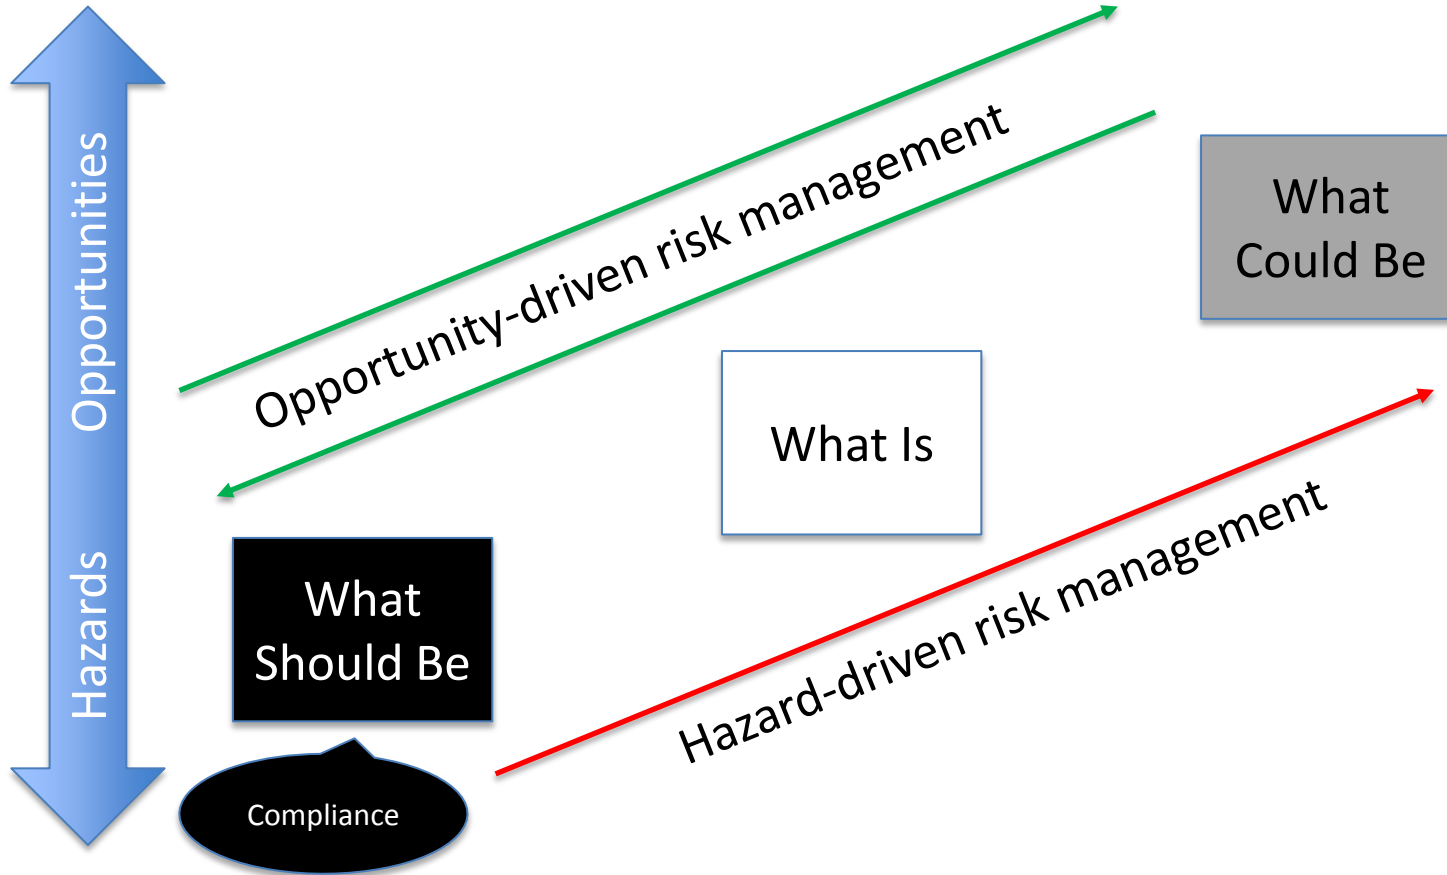 Opportunities
Hazards
Opportunity-driven risk management
What
Could Be
What Is
What
Should Be
Hazard-driven risk management
Compliance